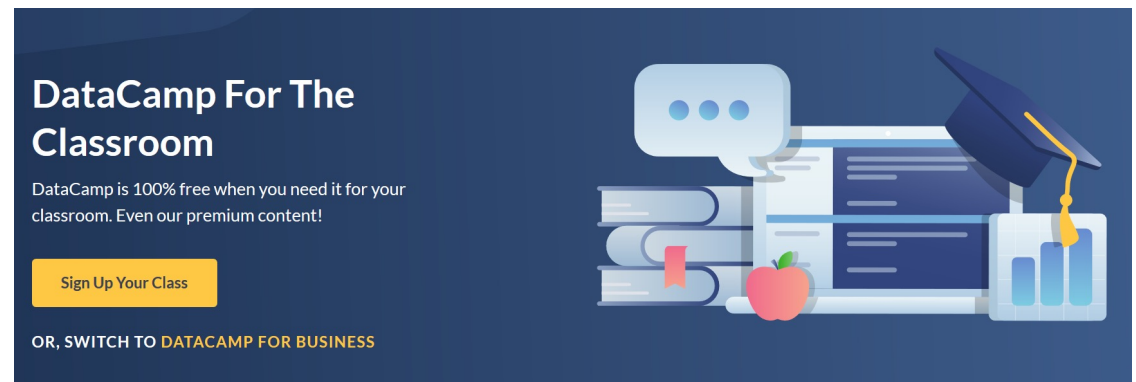 DataCamp For The
Classroom
DataCamp is 100% free when you need it for your
classroom. Even our premium content!
Sign Up Your Class
OR, SWITCH TO DATACAMP FOR BUSINESS